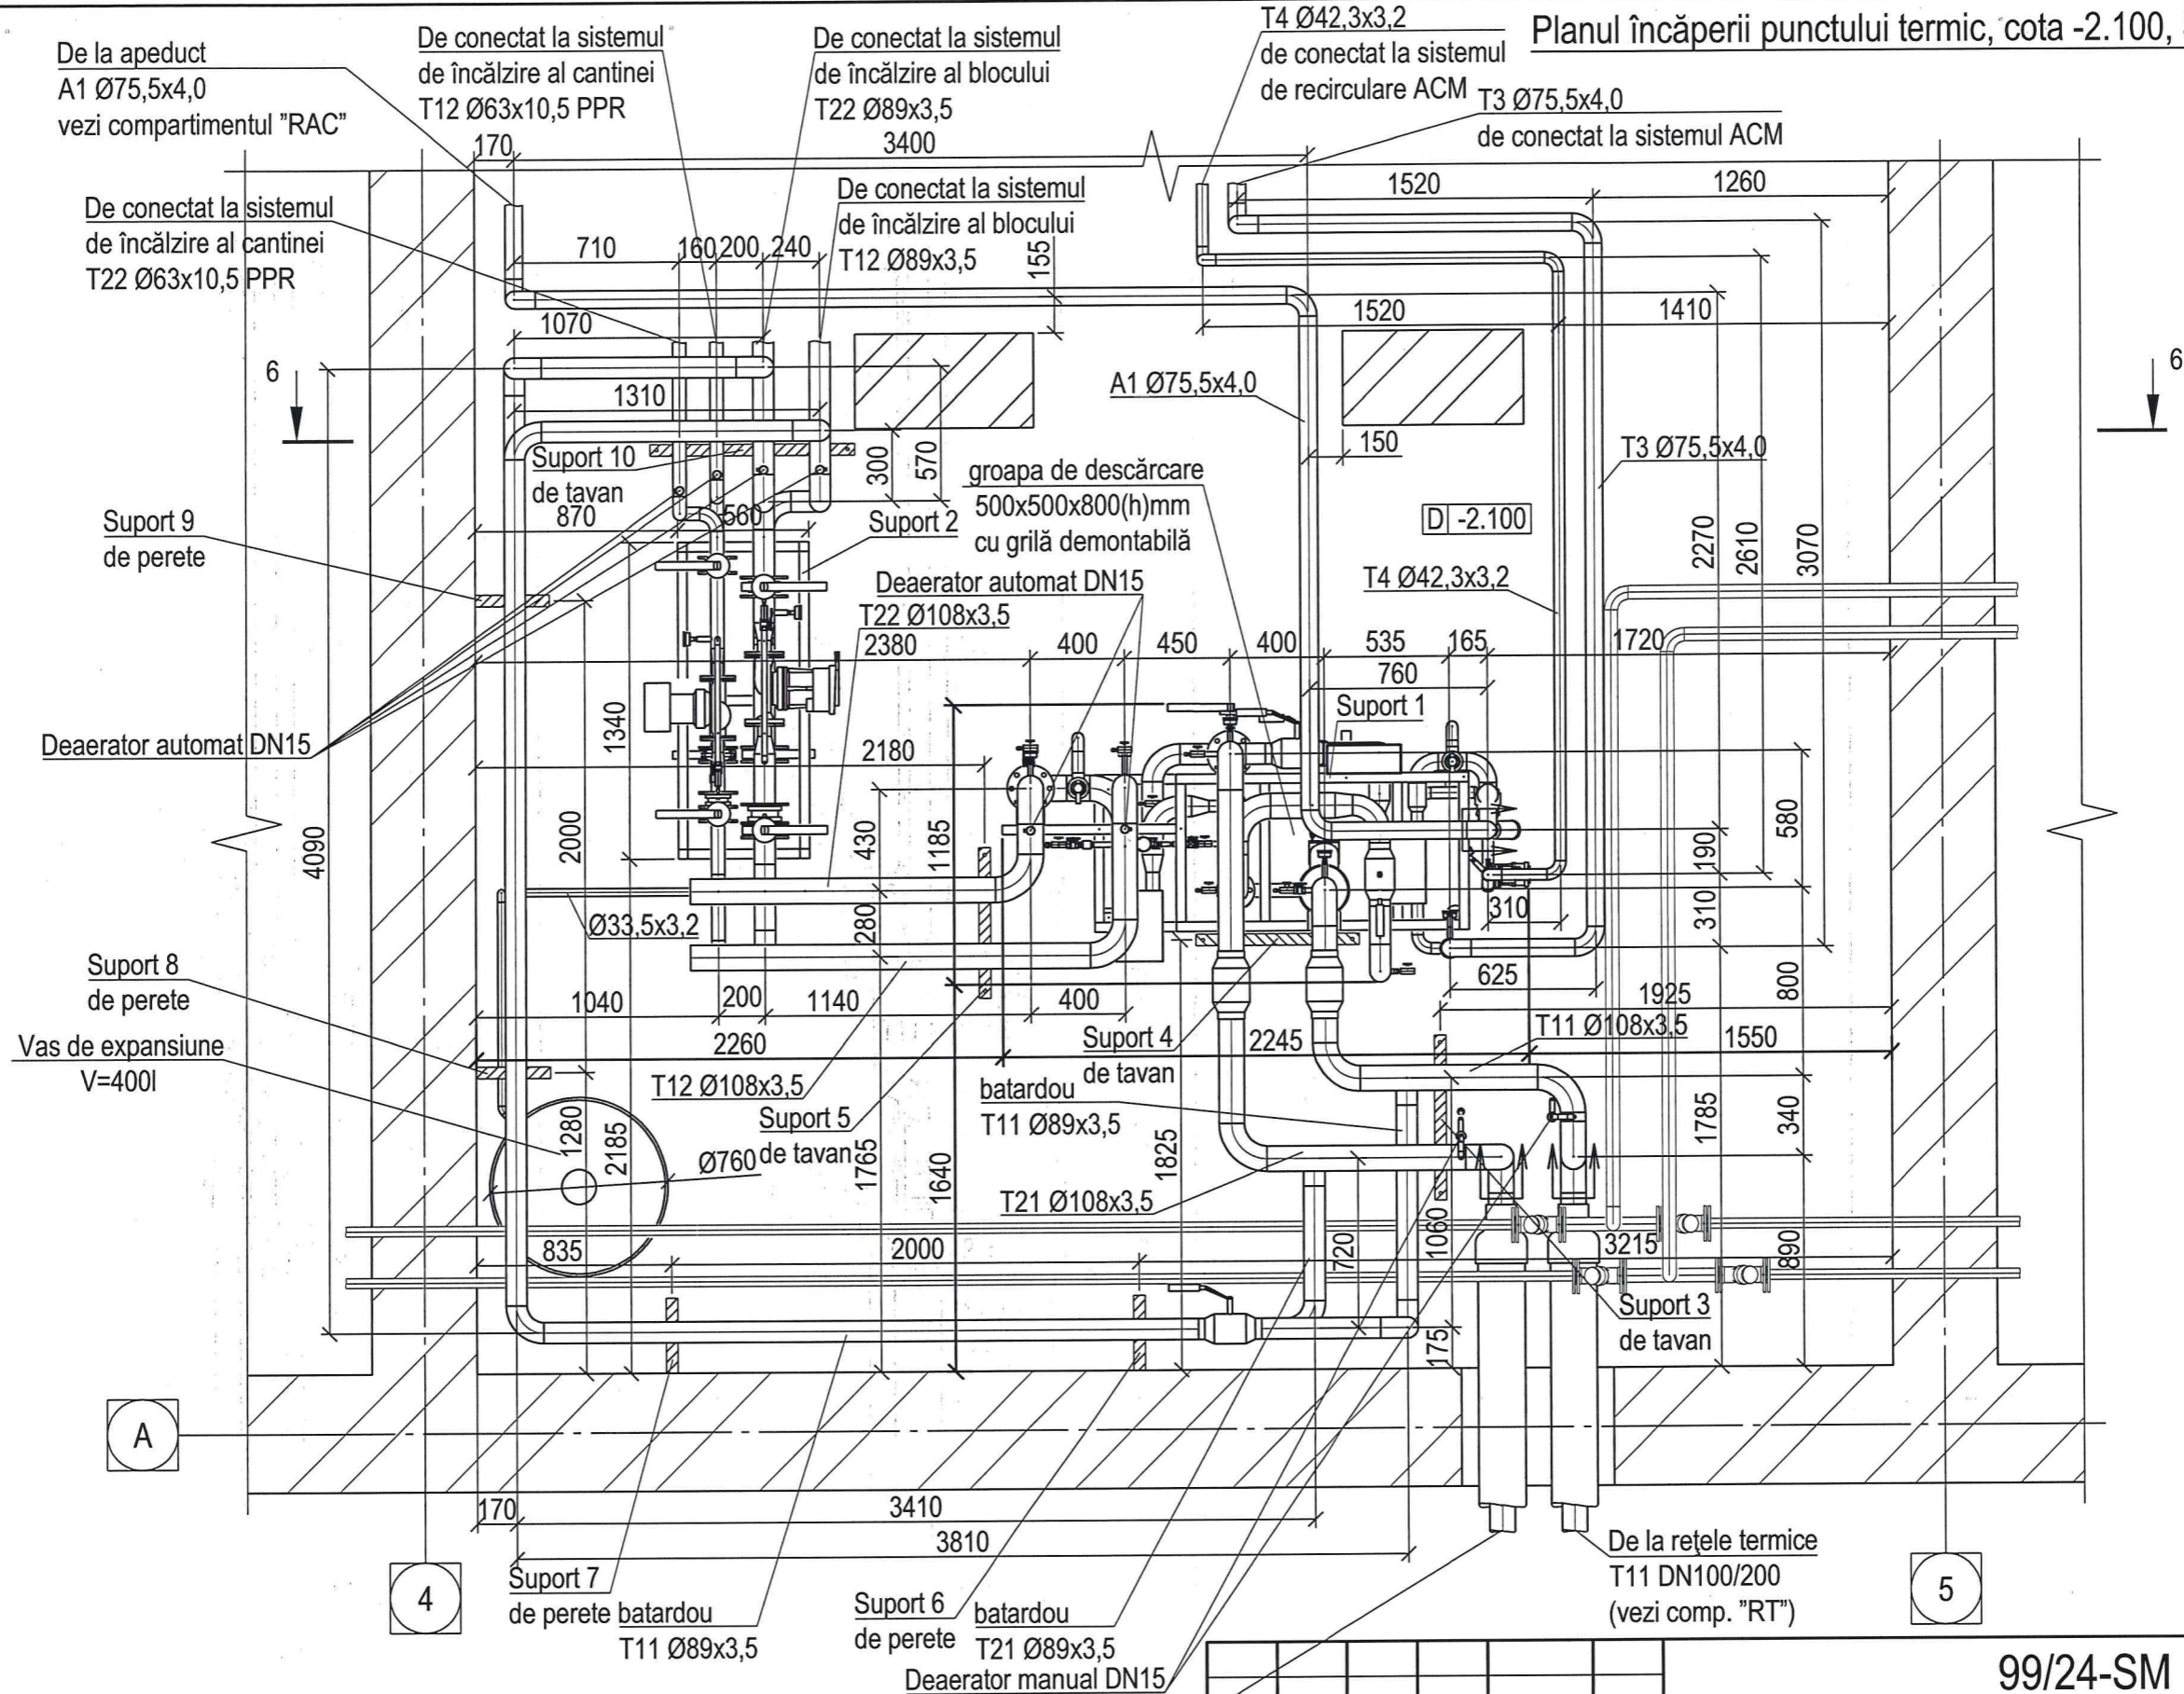 Planul încăperii punctului termic, cota -2.100,
De la apeduct
A1 Ø75,5x4,0
vezi compartimentul "RAC"
De conectat la sistemul
de încălzire al cantinei
T12 Ø63x10,5 PPR
De conectat la sistemul
de încălzire al blocului
T22 Ø89x3,5
T4 Ø42,3x3,2
de conectat la sistemul
de recirculare ACM
T3 Ø75,5x4,0
de conectat la sistemul ACM
170
3400
De conectat la sistemul
de încălzire al cantinei
T22 Ø63x10,5 PPR
De conectat la sistemul
de încălzire al blocului
T12 Ø89x3,5
1520
1260
710
160
200
240
155
1520
1410
1070
6
6
1310
A1 Ø75,5x4,0
150
T3 Ø75,5x4,0
Suport 10
de tavan
300
570
groapa de descărcare
500x500x800(h)mm
cu grilă demontabilă
870
560
Suport 2
D -2.100
Suport 9
de perete
2270
2610
3070
Deaerator automat DN15
T4 Ø42,3x3,2
T22 Ø108x3,5
2380
400
450
400
535
165
1720
760
Suport 1
1340
Deaerator automat DN15
2180
4090
2000
430
1185
580
190
310
310
Ø33,5x3,2
280
Suport 8
de perete
625
800
1040
200
1140
400
1925
Vas de expansiune
V=400l
2260
Suport 4
de tavan
2245
T11 Ø108x3,5
1550
T12 Ø108x3,5
batardou
T11 Ø89x3,5
Suport 5
de tavan
1280
2185
Ø760
1765
1640
1825
1785
340
T21 Ø108x3,5
1060
720
835
2000
3215
890
Suport 3
de tavan
175
A
170
3410
3810
De la rețele termice
T11 DN100/200
(vezi comp. "RT")
4
5
Suport 7
de perete
batardou
T11 Ø89x3,5
Suport 6
de perete
batardou
T21 Ø89x3,5
Deaerator manual DN15
99/24-SM